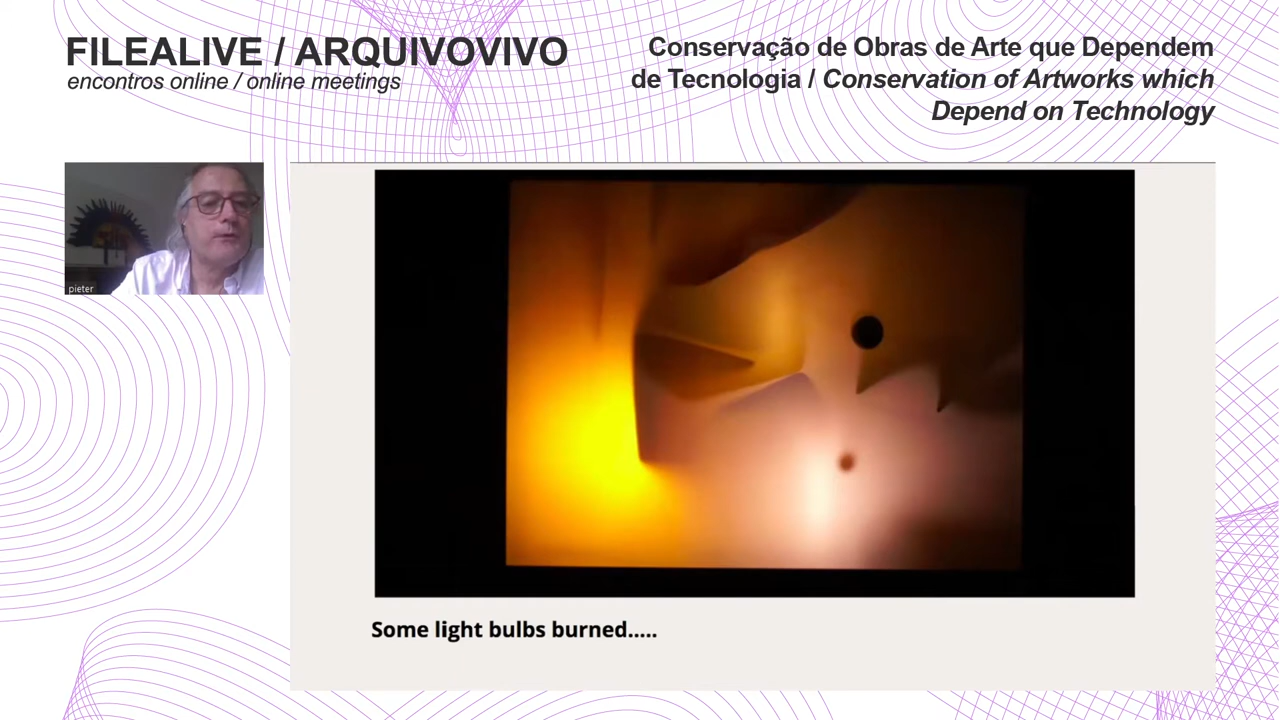 FILEALIVE / ARQUIVOVIVO
encontros online / online meetings
Conservação de Obras de Arte que Dependem
de Tecnologia / Conservation of Artworks which
Depend on Technology
pieter
Some light bulbs burned.....